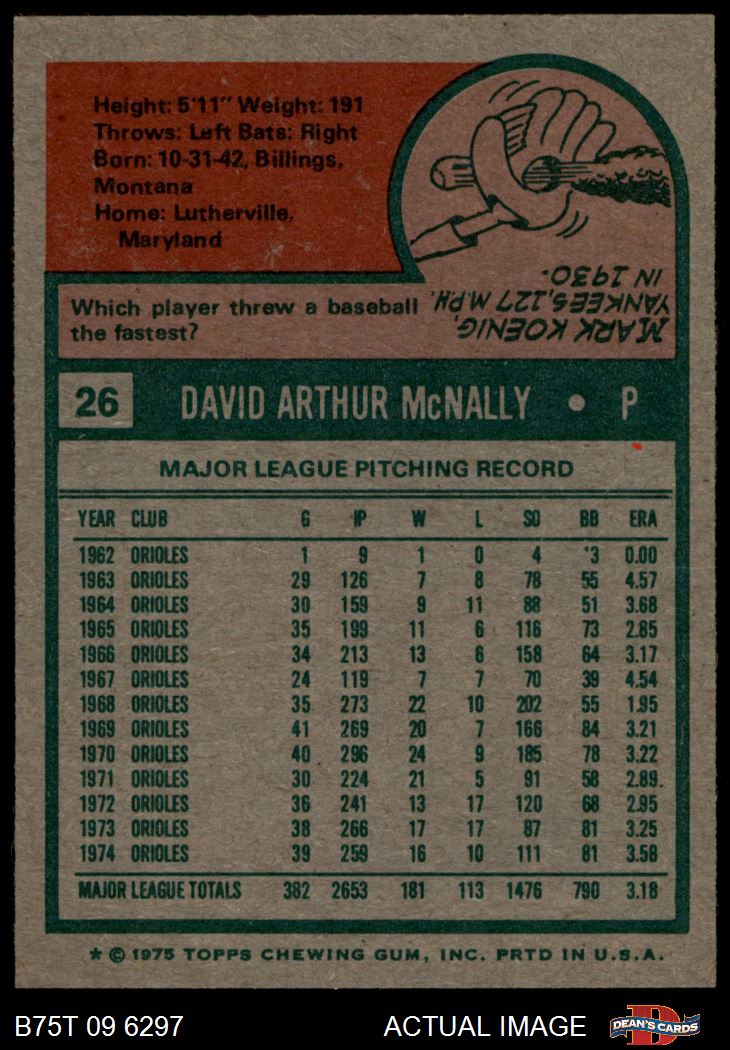 Height: 5'11" Weight: 191
Throws: Left Bats: Right
Born: 10-31-42, Billings,
Montana
Home: Lutherville,
Maryland
Which player threw a baseball
the fastest?
MARK KOENIG,
YANKEES, 127 M.P.H.
IN 1930.
26 DAVID ARTHUR McNALLY • P
MAJOR LEAGUE PITCHING RECORD
YEAR CLUB G IP W L SO BB ERA
1962 ORIOLES 1 9 1 0 4 3 0.00
1963 ORIOLES 29 126 7 8 78 55 4.57
1964 ORIOLES 30 159 9 11 88 51 3.68
1965 ORIOLES 35 199 11 6 116 73 2.85
1966 ORIOLES 34 213 13 6 158 64 3.17
1967 ORIOLES 24 119 7 7 70 39 4.54
1968 ORIOLES 35 273 22 10 202 55 1.95
1969 ORIOLES 41 269 20 7 166 84 3.21
1970 ORIOLES 40 296 24 9 185 78 3.22
1971 ORIOLES 30 224 21 5 91 58 2.89
1972 ORIOLES 36 241 13 17 120 68 2.95
1973 ORIOLES 38 266 17 17 87 81 3.25
1974 ORIOLES 39 259 16 10 111 81 3.58
MAJOR LEAGUE TOTALS 382 2653 181 113 1476 790 3.18
* © 1975 TOPPS CHEWING GUM, INC. PRTD IN U.S.A.
B75T 09 6297 ACTUAL IMAGE DEAN'S CARDS